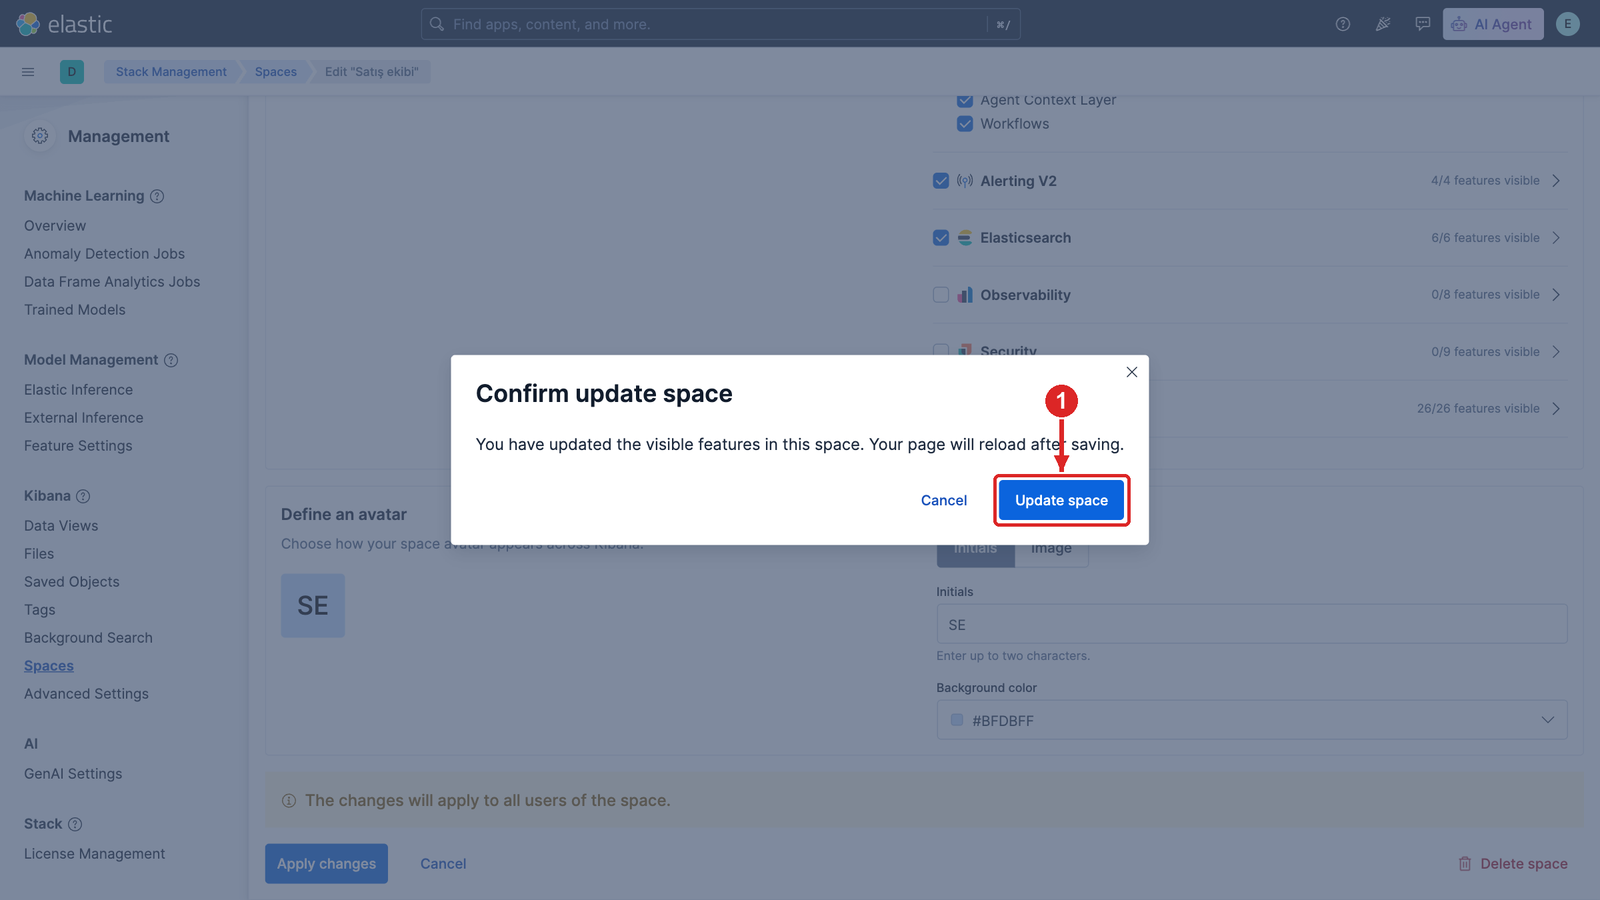 elastic
Find apps, content, and more.
⌘/
AI Agent
E
D
Stack Management
Spaces
Edit "Satış ekibi"
Management
Machine Learning
Overview
Anomaly Detection Jobs
Data Frame Analytics Jobs
Trained Models
Model Management
Elastic Inference
External Inference
Feature Settings
Kibana
Data Views
Files
Saved Objects
Tags
Background Search
Spaces
Advanced Settings
AI
GenAI Settings
Stack
License Management
Agent Context Layer
Workflows
Alerting V2
4/4 features visible
Elasticsearch
6/6 features visible
Observability
0/8 features visible
Security
0/9 features visible
26/26 features visible
Confirm update space
1
You have updated the visible features in this space. Your page will reload after saving.
Cancel
Update space
Define an avatar
Choose how your space avatar appears across Kibana.
SE
Initials
Image
Initials
SE
Enter up to two characters.
Background color
#BFDBFF
The changes will apply to all users of the space.
Apply changes
Cancel
Delete space